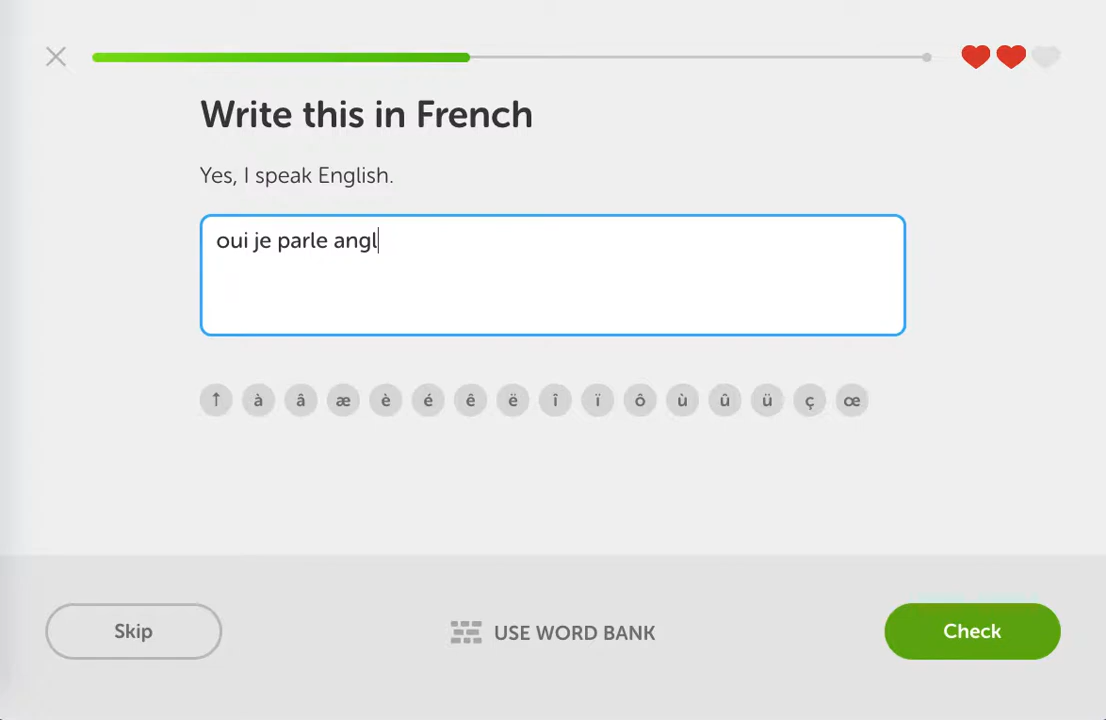 Write this in French
Yes, I speak English.
oui je parle angl
↑ à â æ è é ê ë î ï ô ù û ü ç œ
Skip
USE WORD BANK
Check